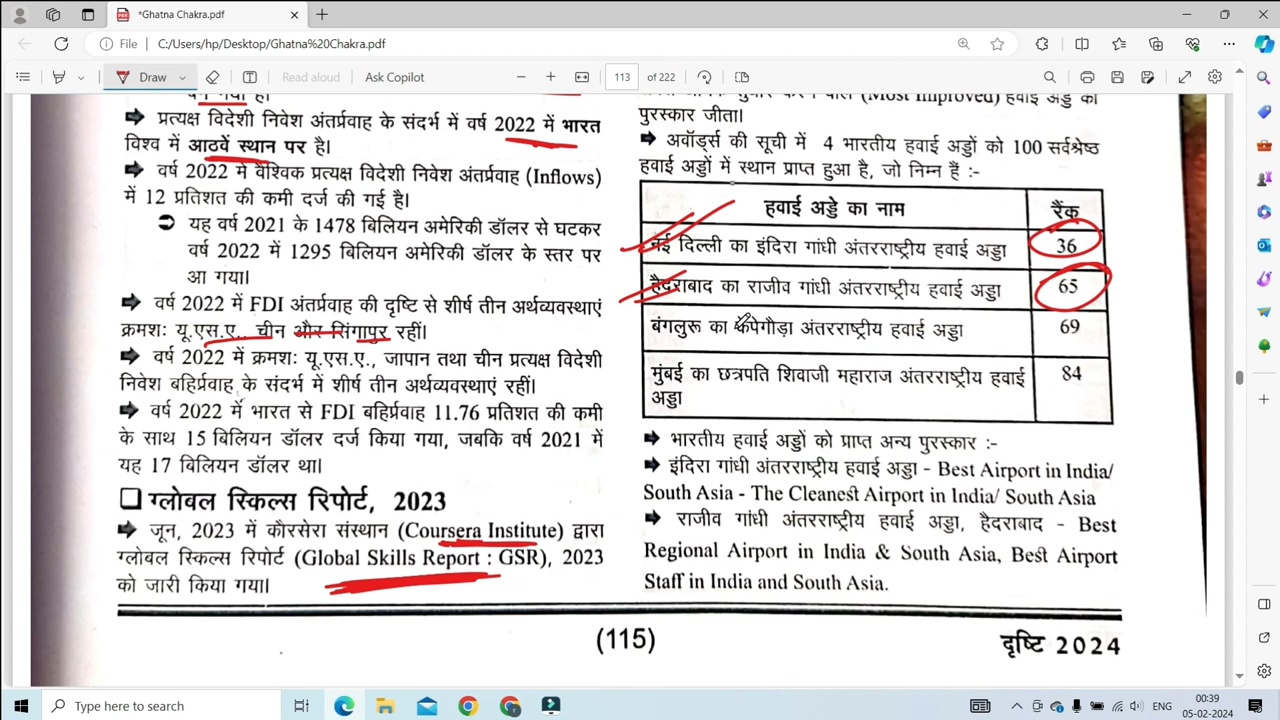 *Ghatna Chakra.pdf
File C:/Users/hp/Desktop/Ghatna%20Chakra.pdf
Draw Read aloud Ask Copilot 113 of 222
प्रत्यक्ष विदेशी निवेश अंतर्प्रवाह के संदर्भ में वर्ष 2022 में भारत
विश्व में आठवें स्थान पर है।
वर्ष 2022 में वैश्विक प्रत्यक्ष विदेशी निवेश अंतर्प्रवाह (Inflows)
में 12 प्रतिशत की कमी दर्ज की गई है।
यह वर्ष 2021 के 1478 बिलियन अमेरिकी डॉलर से घटकर
वर्ष 2022 में 1295 बिलियन अमेरिकी डॉलर के स्तर पर
आ गया।
वर्ष 2022 में FDI अंतर्प्रवाह की दृष्टि से शीर्ष तीन अर्थव्यवस्थाएं
क्रमशः यू.एस.ए., चीन और सिंगापुर रहीं।
वर्ष 2022 में क्रमशः यू.एस.ए., जापान तथा चीन प्रत्यक्ष विदेशी
निवेश बहिर्प्रवाह के संदर्भ में शीर्ष तीन अर्थव्यवस्थाएं रहीं।
वर्ष 2022 में भारत से FDI बहिर्प्रवाह 11.76 प्रतिशत की कमी
के साथ 15 बिलियन डॉलर दर्ज किया गया, जबकि वर्ष 2021 में
यह 17 बिलियन डॉलर था।
ग्लोबल स्किल्स रिपोर्ट, 2023
जून, 2023 में कौरसेरा संस्थान (Coursera Institute) द्वारा
ग्लोबल स्किल्स रिपोर्ट (Global Skills Report : GSR), 2023
को जारी किया गया।
(Most Improved) हवाई अड्डे का
पुरस्कार जीता।
अवॉर्ड्स की सूची में 4 भारतीय हवाई अड्डों को 100 सर्वश्रेष्ठ
हवाई अड्डों में स्थान प्राप्त हुआ है, जो निम्न हैं :-
हवाई अड्डे का नाम रैंक
नई दिल्ली का इंदिरा गांधी अंतरराष्ट्रीय हवाई अड्डा 36
हैदराबाद का राजीव गांधी अंतरराष्ट्रीय हवाई अड्डा 65
बंगलुरू का कैंपेगौड़ा अंतरराष्ट्रीय हवाई अड्डा 69
मुंबई का छत्रपति शिवाजी महाराज अंतरराष्ट्रीय हवाई 84
अड्डा
भारतीय हवाई अड्डों को प्राप्त अन्य पुरस्कार :-
इंदिरा गांधी अंतरराष्ट्रीय हवाई अड्डा - Best Airport in India/
South Asia - The Cleanest Airport in India/ South Asia
राजीव गांधी अंतरराष्ट्रीय हवाई अड्डा, हैदराबाद - Best
Regional Airport in India & South Asia, Best Airport
Staff in India and South Asia.
(115)
दृष्टि 2024
Type here to search
ENG 00:39
05-02-2024